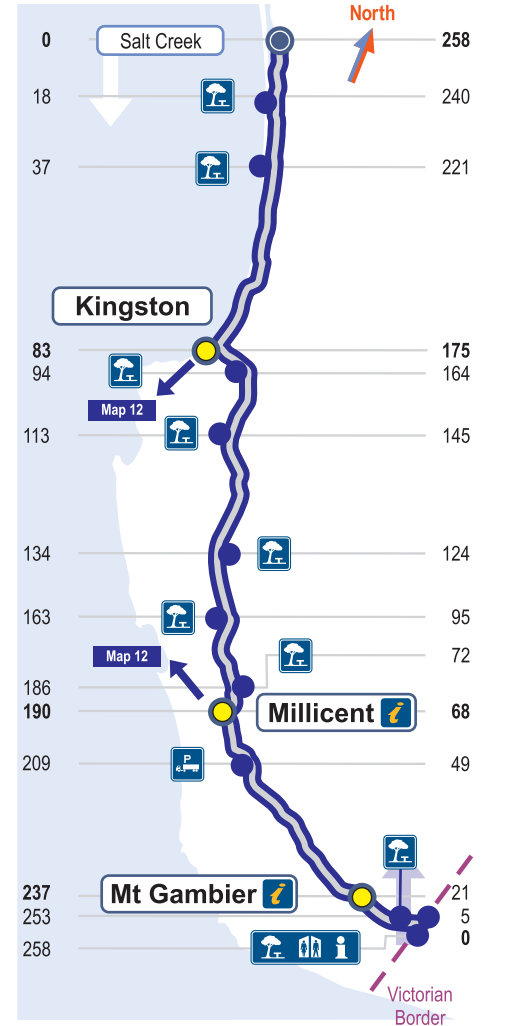 North
0 Salt Creek 258
18 240
37 221
Kingston
83 175
94 164
Map 12
113 145
134 124
163 95
Map 12 72
186
190 Millicent i 68
209 P 49
237 Mt Gambier i 21
253 5
0
258 i
Victorian
Border